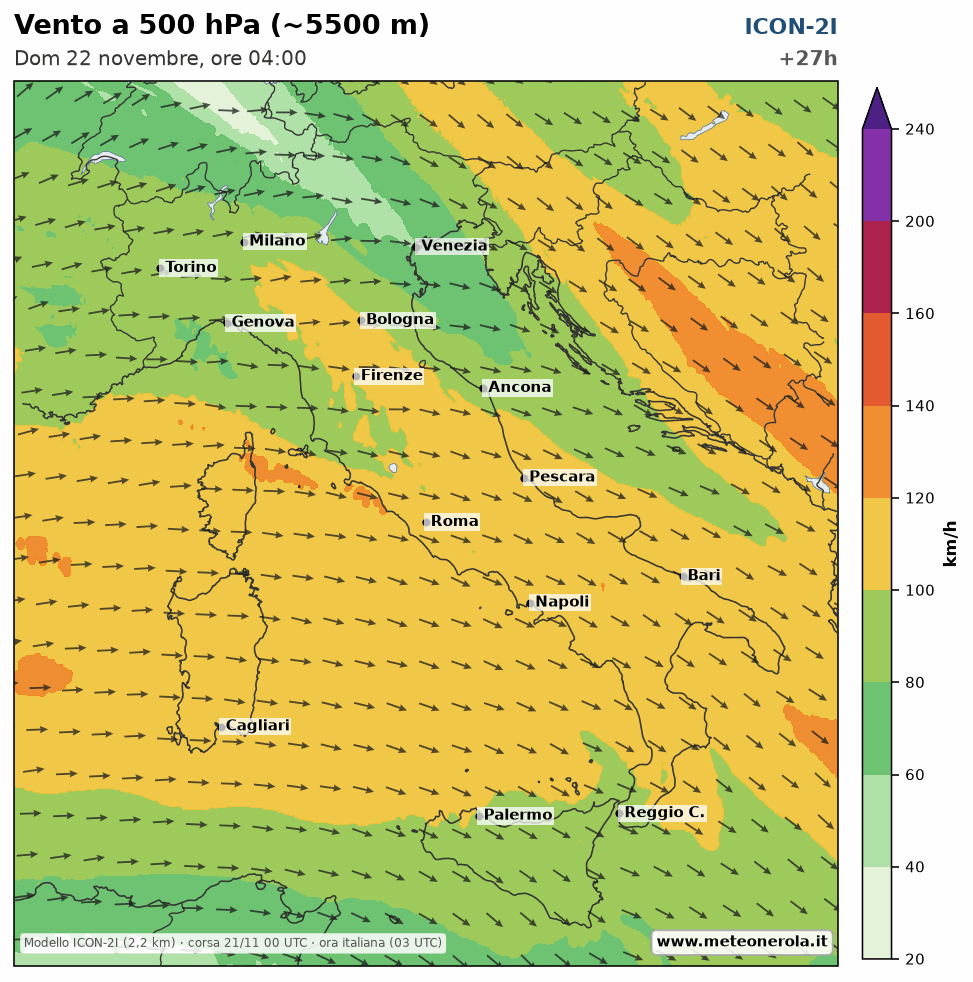 Vento a 500 hPa (~5500 m)
ICON-2I
Dom 22 novembre, ore 04:00
+27h
240
200
160
140
120
100
80
60
40
20
km/h
Milano
Venezia
Torino
Genova
Bologna
Firenze
Ancona
Pescara
Roma
Bari
Napoli
Cagliari
Palermo
Reggio C.
Modello ICON-2I (2,2 km) · corsa 21/11 00 UTC · ora italiana (03 UTC)
www.meteonerola.it